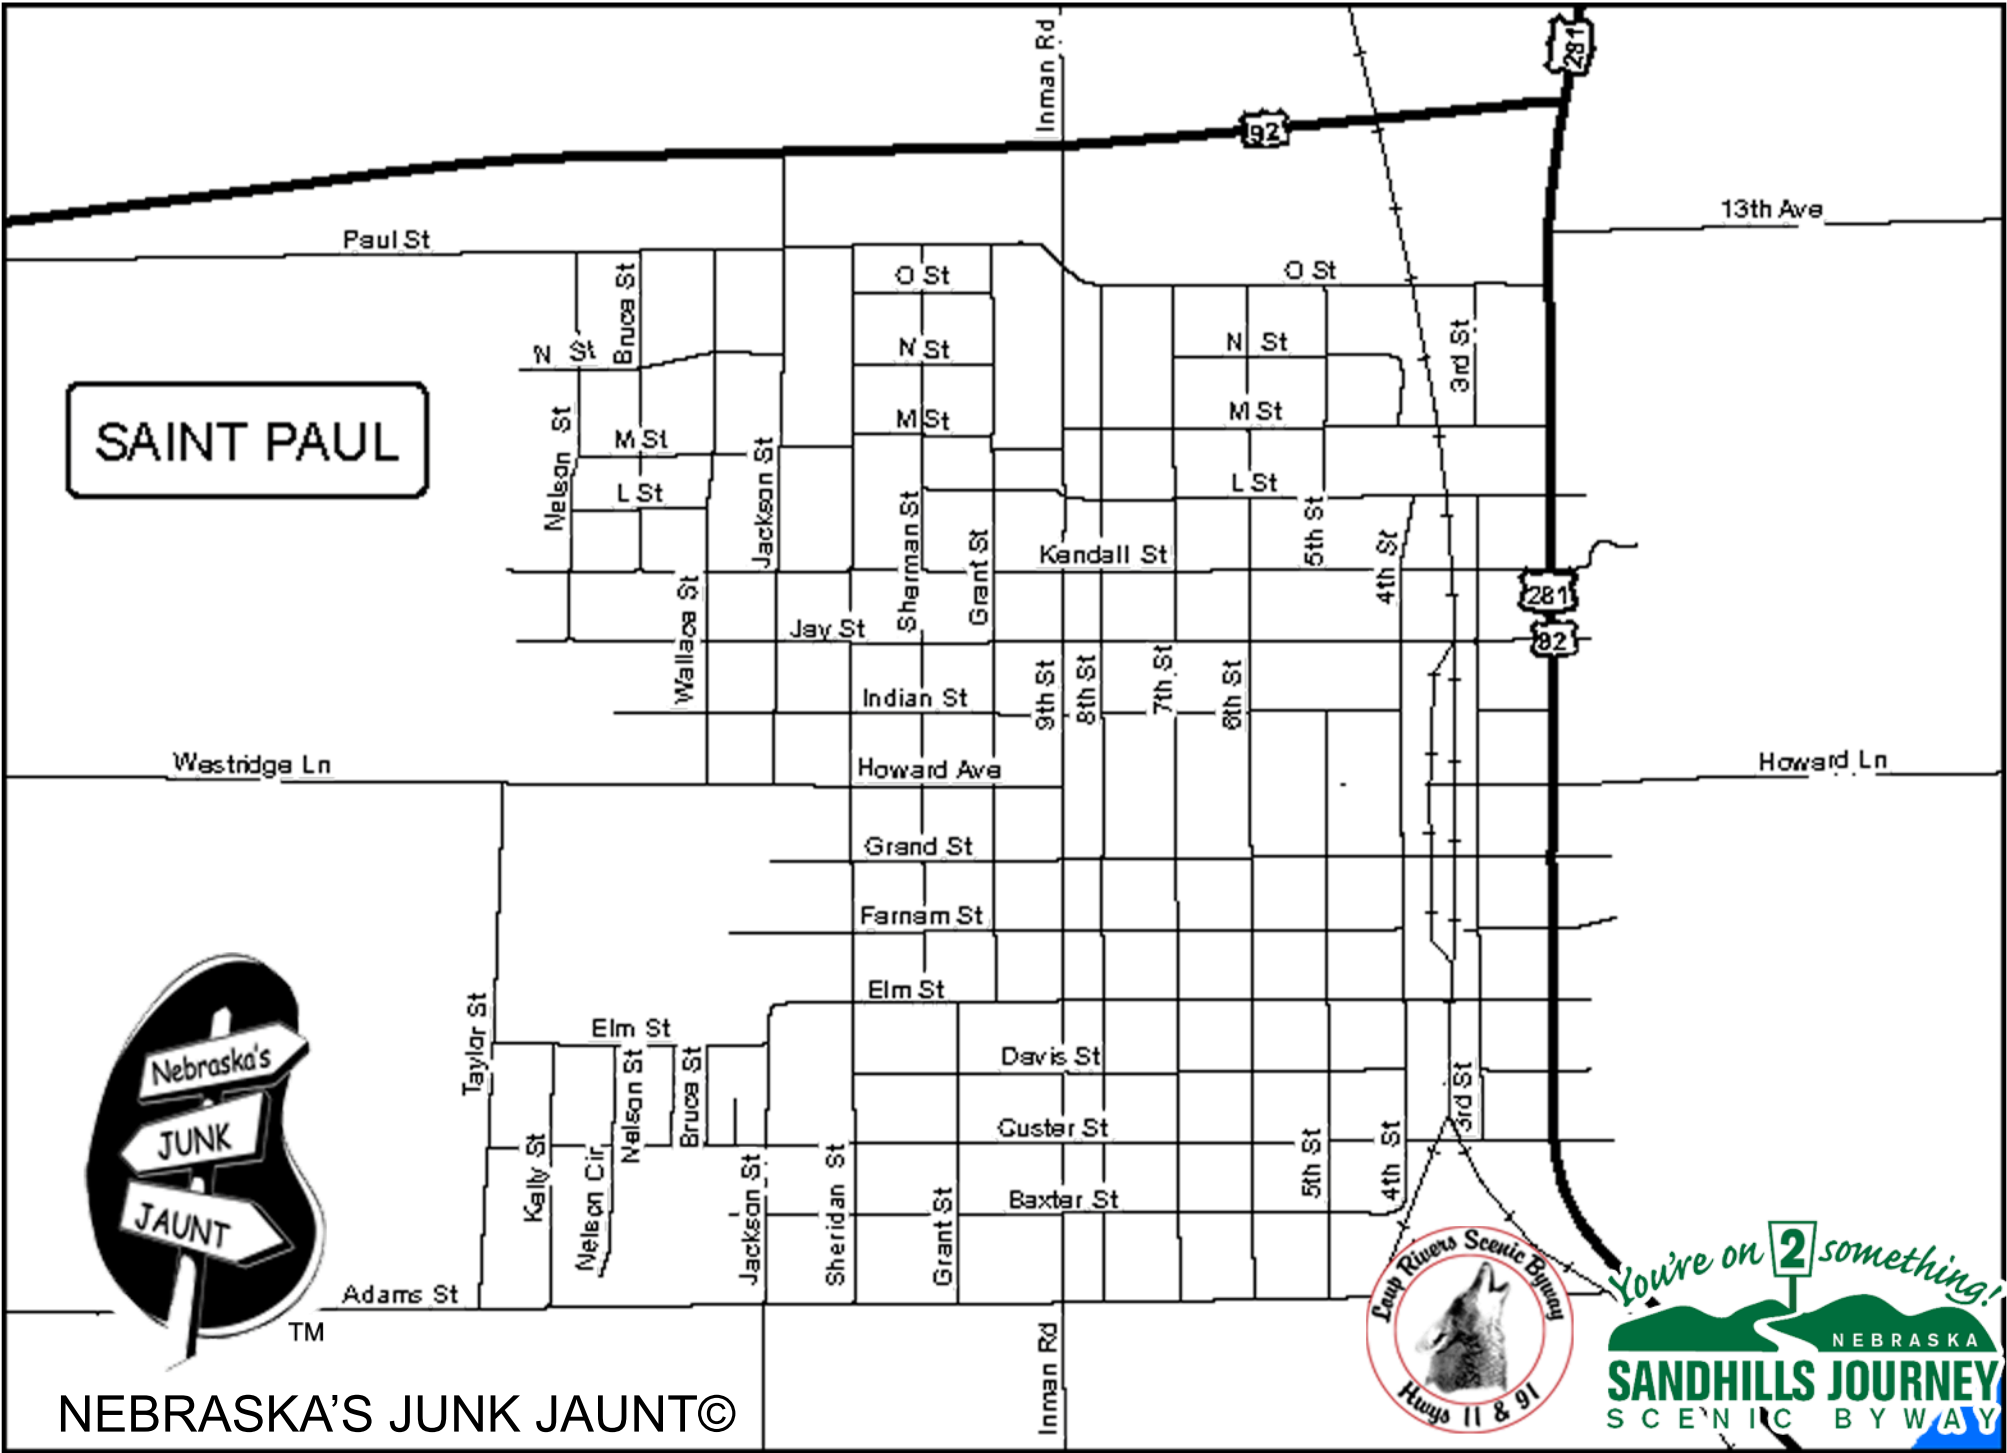 281
Inman Rd
92
13th Ave
Paul St
O St
O St
Bruce St
N St
N St
N St
3rd St
SAINT PAUL
Nelson St
M St
M St
M St
Jackson St
L St
L St
5th St
Sherman St
Grant St
Kendall St
4th St
281
92
Wallace St
Jay St
9th St
8th St
7th St
6th St
Indian St
Westridge Ln
Howard Ave
Howard Ln
Grand St
Farnam St
Elm St
Taylor St
Elm St
Nelson St
Bruce St
Davis St
3rd St
Nebraska's
JUNK
JAUNT
TM
Custer St
Kelly St
Nelson Cir
Jackson St
Sheridan St
Grant St
Baxter St
5th St
4th St
Adams St
Inman Rd
Loup Rivers Scenic Byway
Hwys 11 & 91
You're on 2 something!
NEBRASKA
SANDHILLS JOURNEY
SCENIC BYWAY
NEBRASKA'S JUNK JAUNT©